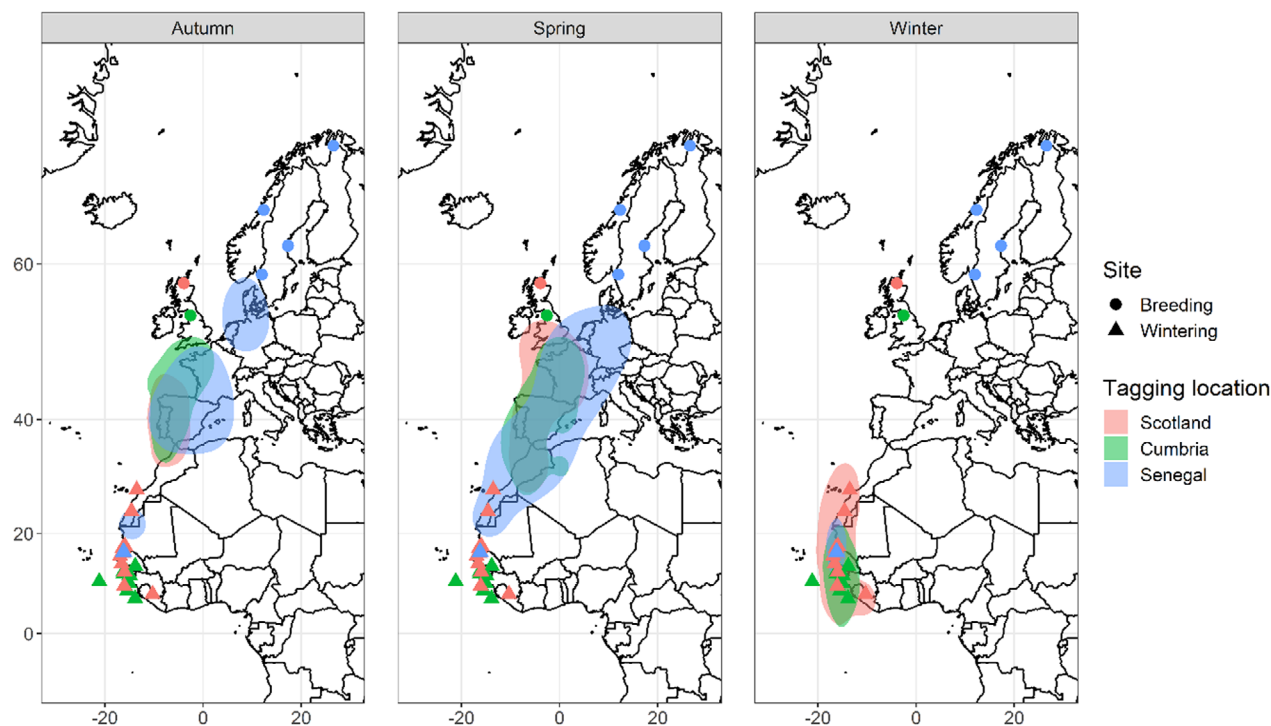 Autumn Spring Winter
60
40
20
0
-20 0 20 -20 0 20 -20 0 20
Site
Breeding
Wintering
Tagging location
Scotland
Cumbria
Senegal